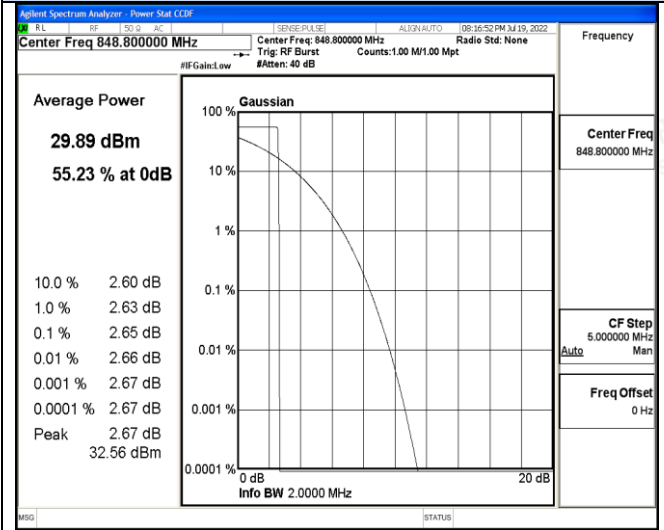 Agilent Spectrum Analyzer - Power Stat CCDF
RL RF 50 Ω AC SENSE:PULSE ALIGN AUTO 08:16:52 PM Jul 19, 2022
Center Freq 848.800000 MHz
Center Freq: 848.800000 MHz Radio Std: None
Trig: RF Burst Counts:1.00 M/1.00 Mpt
#IFGain:Low #Atten: 40 dB
Frequency
Average Power
29.89 dBm
55.23 % at 0dB
10.0 % 2.60 dB
1.0 % 2.63 dB
0.1 % 2.65 dB
0.01 % 2.66 dB
0.001 % 2.67 dB
0.0001 % 2.67 dB
Peak 2.67 dB
32.56 dBm
Gaussian
100 %
10 %
1 %
0.1 %
0.01 %
0.001 %
0.0001 %
0 dB 20 dB
Info BW 2.0000 MHz
Center Freq
848.800000 MHz
CF Step
5.000000 MHz
Auto Man
Freq Offset
0 Hz
MSG STATUS